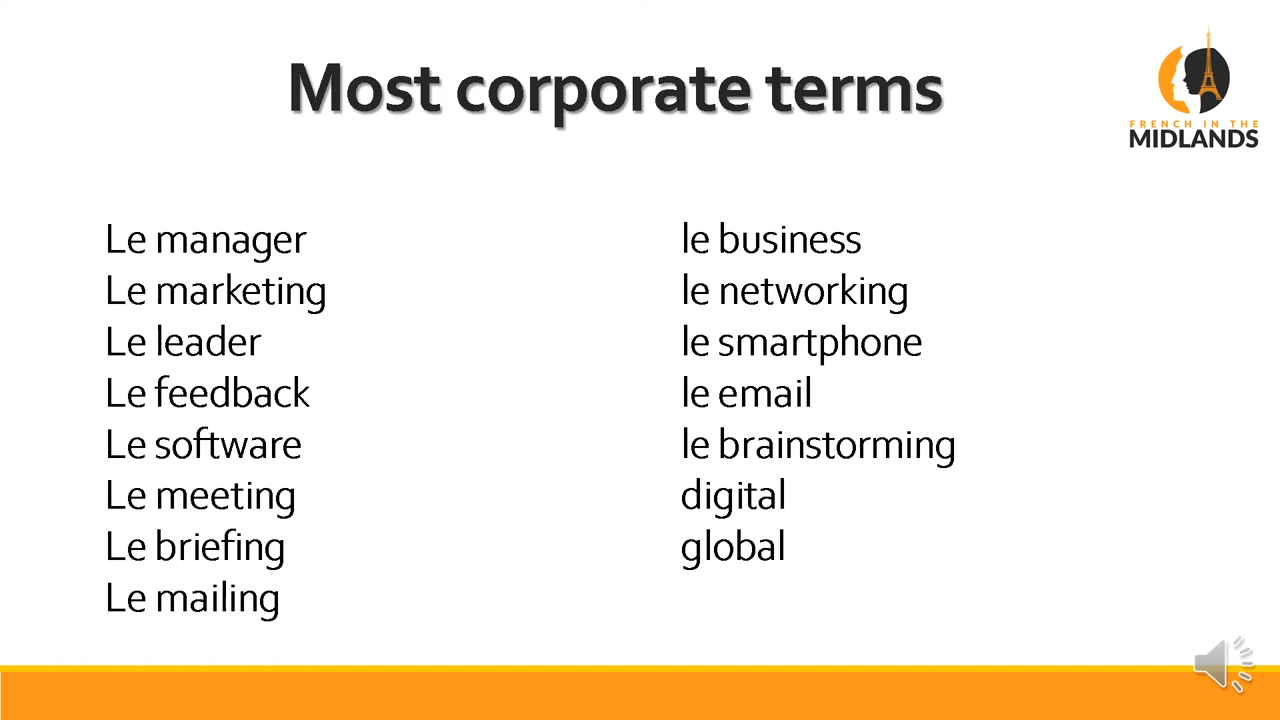 Most corporate terms
FRENCH IN THE
MIDLANDS
Le manager
Le marketing
Le leader
Le feedback
Le software
Le meeting
Le briefing
Le mailing
le business
le networking
le smartphone
le email
le brainstorming
digital
global